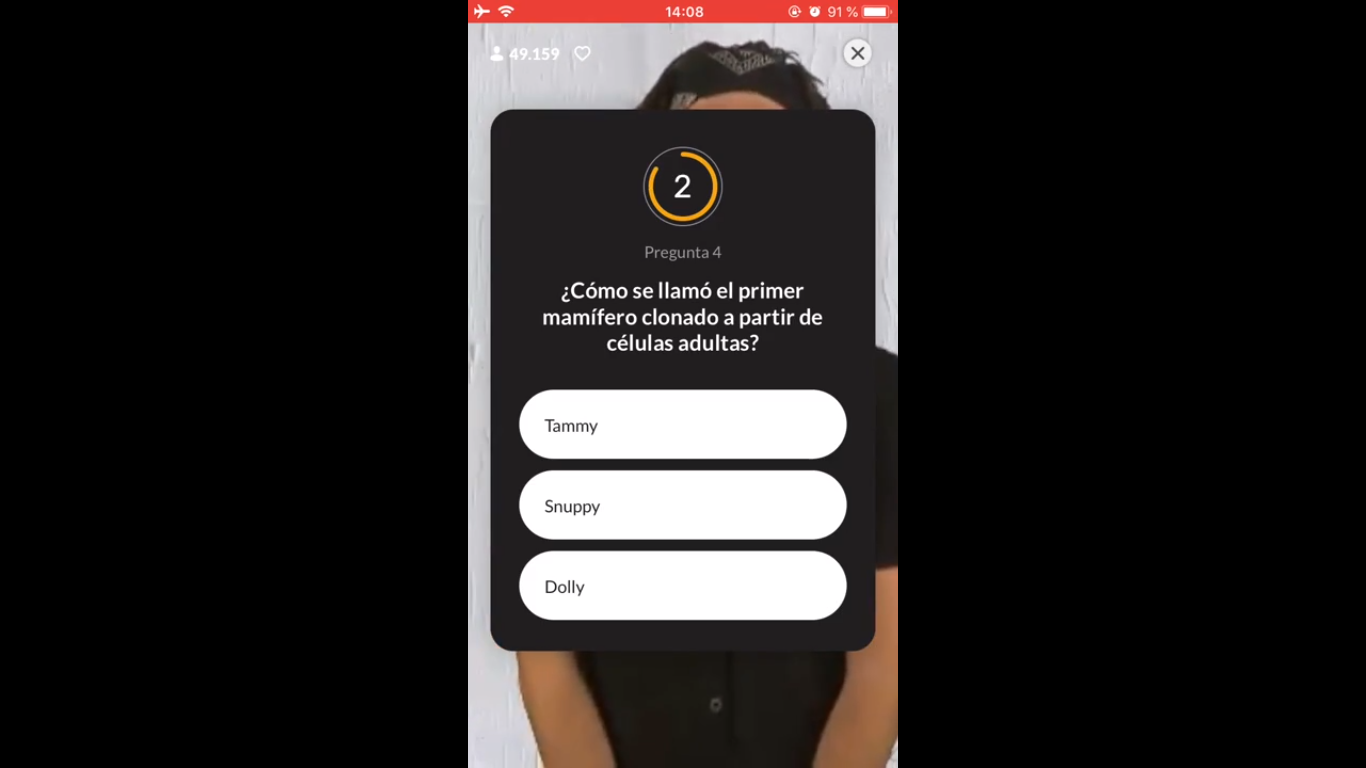 14:08
91 %
49.159
2
Pregunta 4
¿Cómo se llamó el primer
mamífero clonado a partir de
células adultas?
Tammy
Snuppy
Dolly